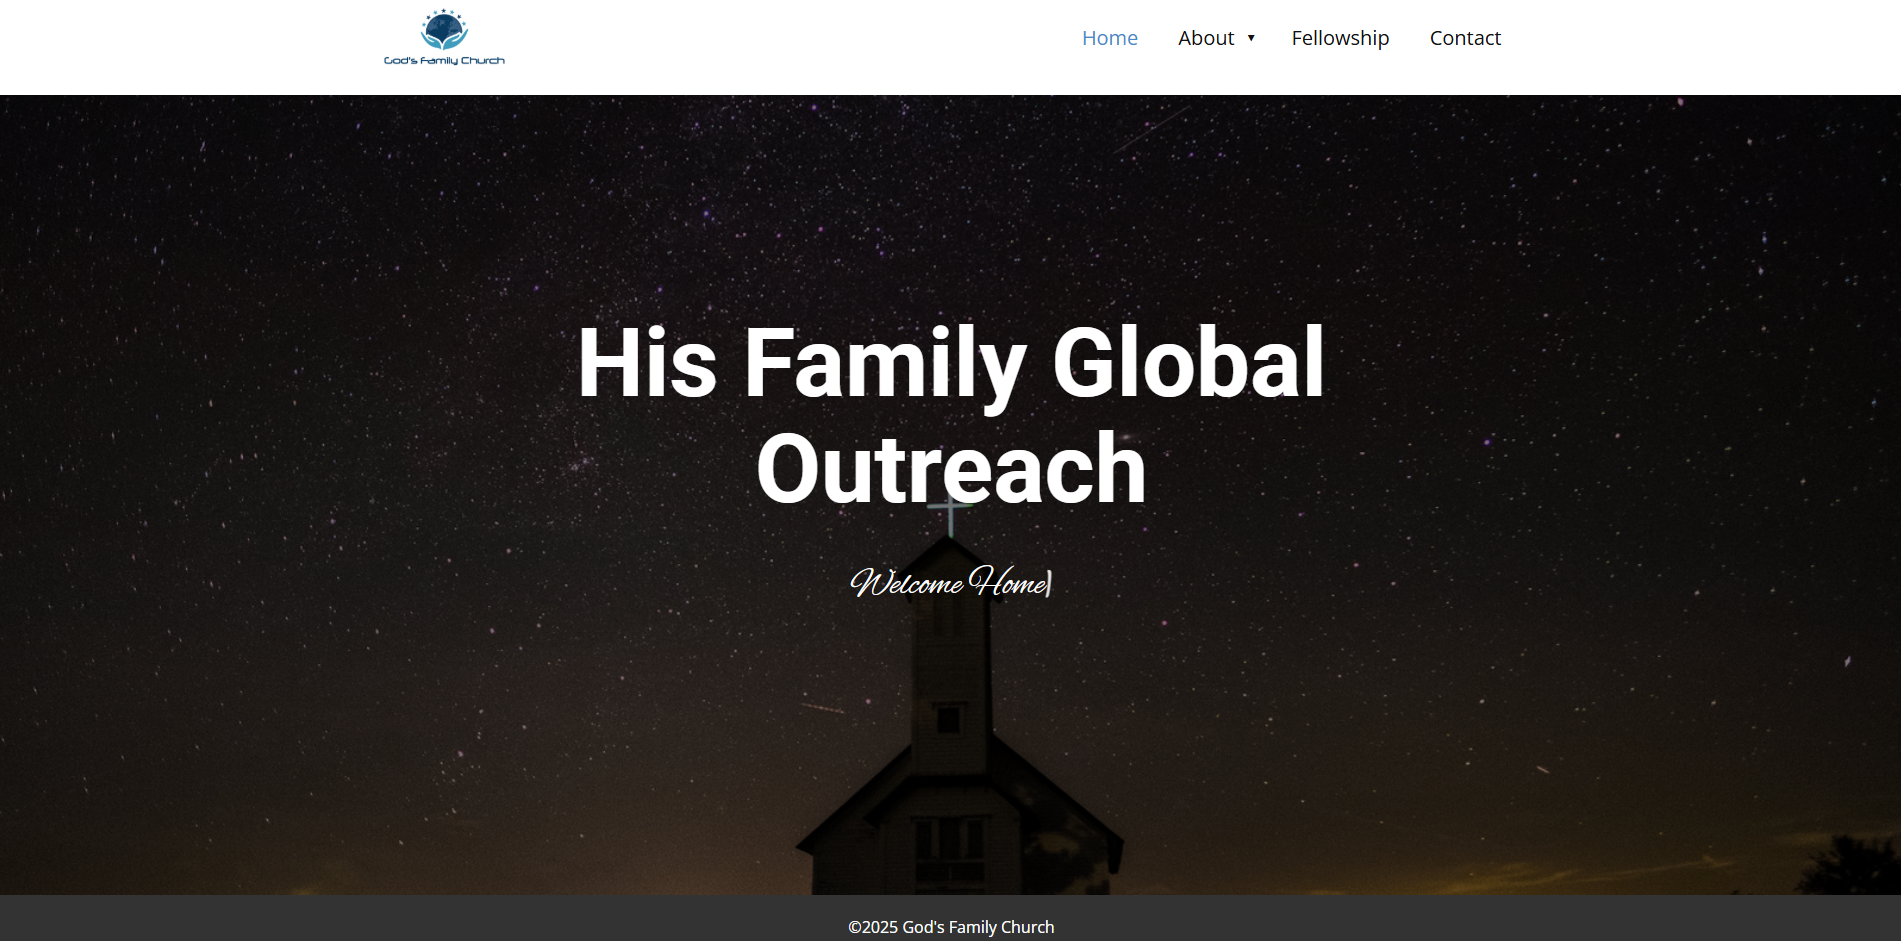 God's Family Church
Home About Fellowship Contact
His Family Global
Outreach
Welcome Home
©2025 God's Family Church